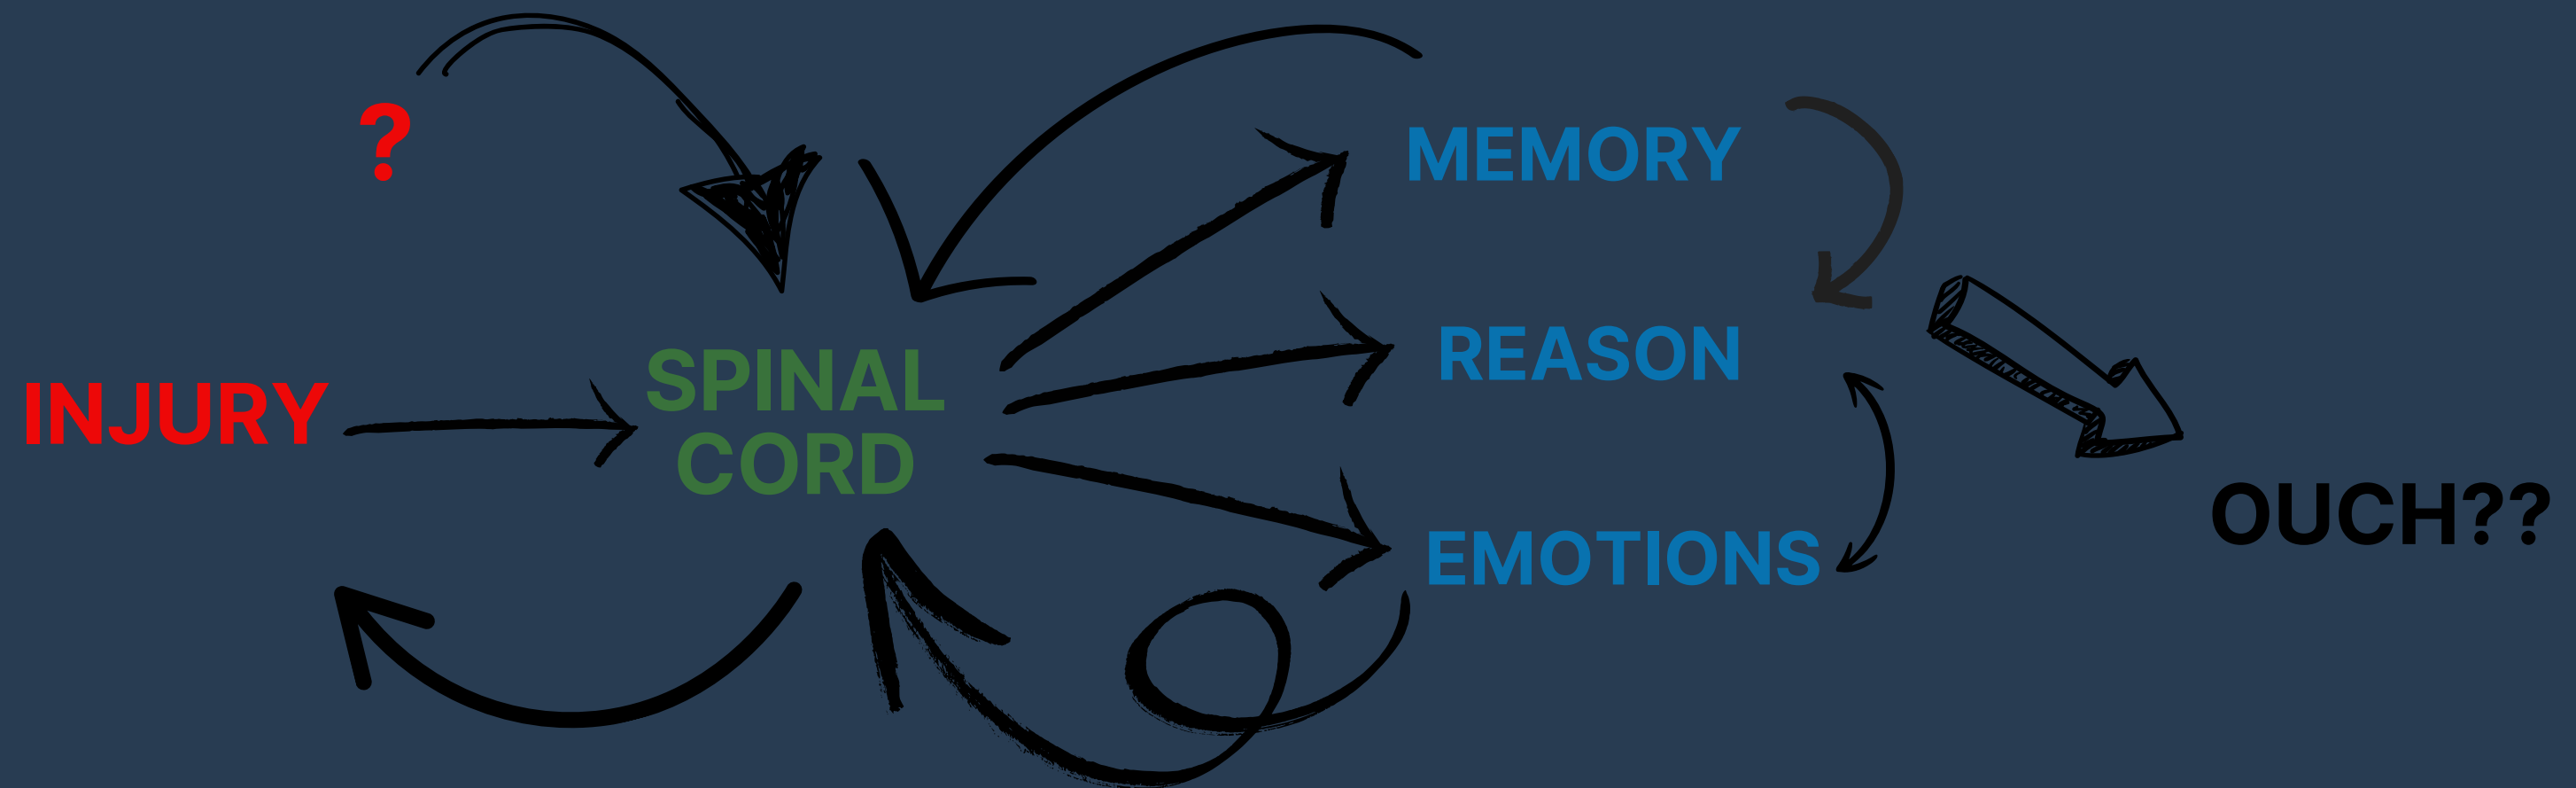 ?
MEMORY
REASON
INJURY
SPINAL
CORD
EMOTIONS
OUCH??